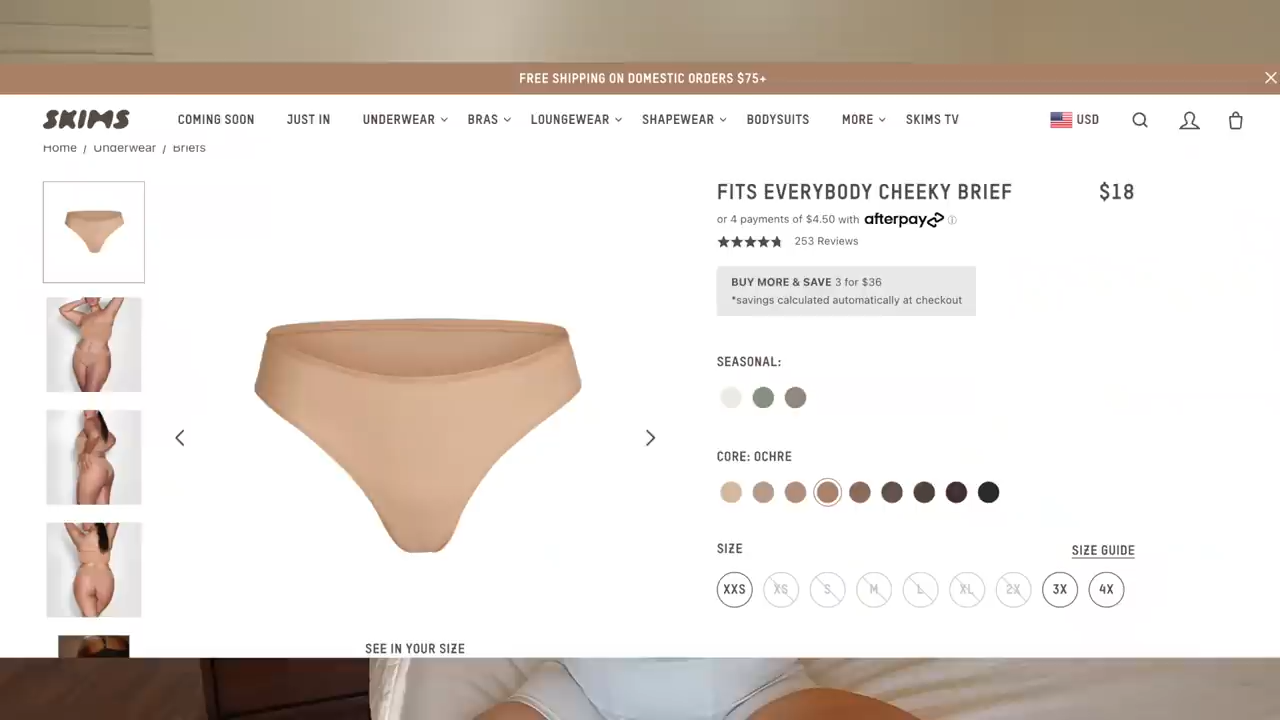 FREE SHIPPING ON DOMESTIC ORDERS $75+
SKIMS
COMING SOON
JUST IN
UNDERWEAR
BRAS
LOUNGEWEAR
SHAPEWEAR
BODYSUITS
MORE
SKIMS TV
USD
Home / Underwear / Briefs
FITS EVERYBODY CHEEKY BRIEF
$18
or 4 payments of $4.50 with afterpay
253 Reviews
BUY MORE & SAVE 3 for $36
*savings calculated automatically at checkout
SEASONAL:
CORE: OCHRE
SIZE
SIZE GUIDE
XXS
XS
S
M
L
XL
2X
3X
4X
SEE IN YOUR SIZE